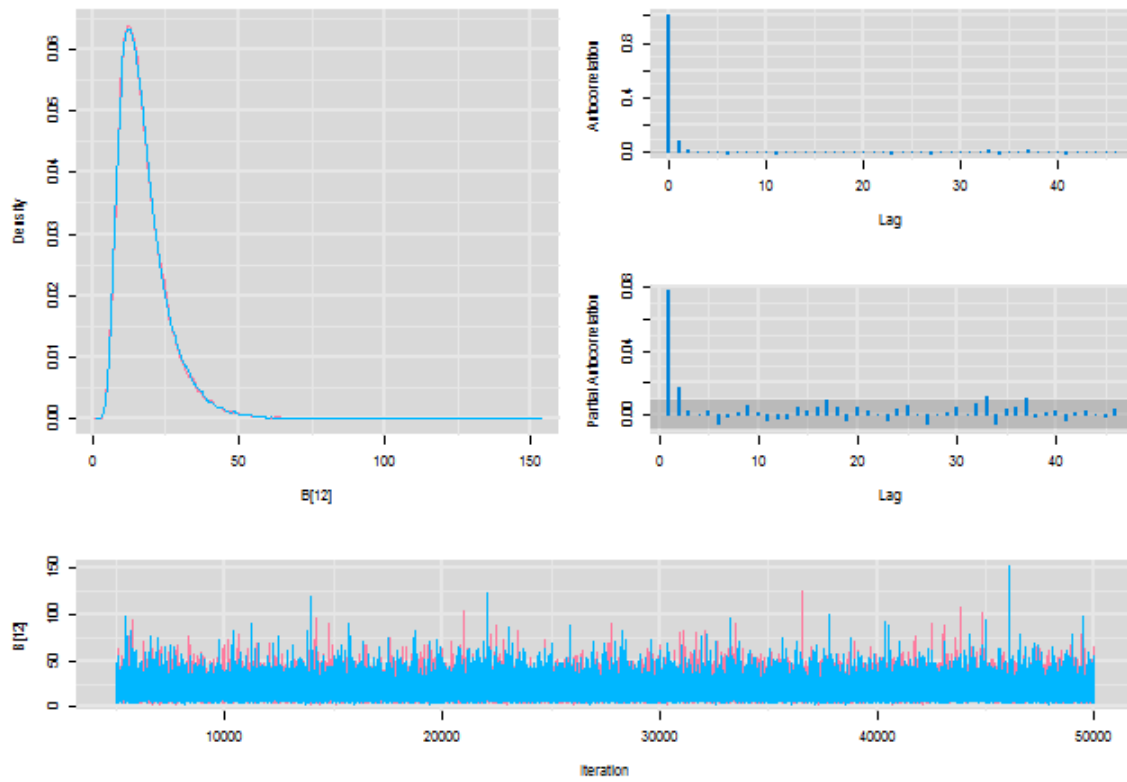 Density
0.00 0.01 0.02 0.03 0.04 0.05 0.06
0 50 100 150
B[12]
Autocorrelation
0.0 0.4 0.8
0 10 20 30 40
Lag
Partial Autocorrelation
0.00 0.04 0.08
0 10 20 30 40
Lag
B[12]
0 50 100 150
10000 20000 30000 40000 50000
Iteration